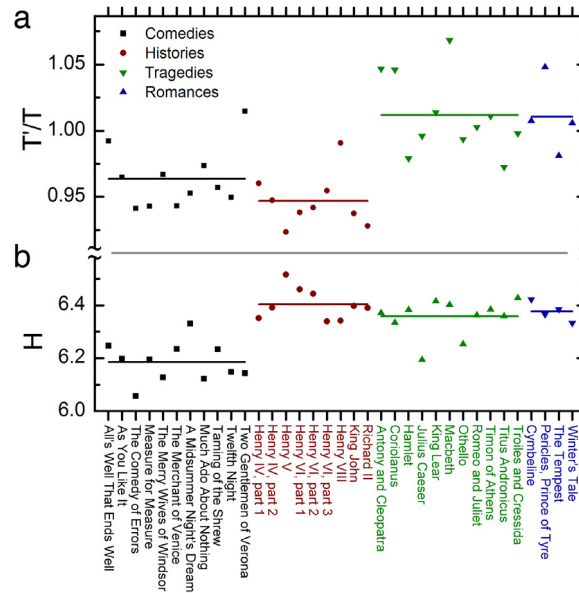 a
Comedies
Histories
Tragedies
Romances
T'/T
1.05
1.00
0.95
b
H
6.4
6.2
6.0
All's Well That Ends Well
As You Like It
The Comedy of Errors
Measure for Measure
The Merry Wives of Windsor
The Merchant of Venice
A Midsummer Night's Dream
Much Ado About Nothing
Taming of the Shrew
Twelfth Night
Two Gentlemen of Verona
Henry IV, part 1
Henry IV, part 2
Henry V
Henry VI, part 1
Henry VI, part 2
Henry VI, part 3
Henry VIII
King John
Richard II
Antony and Cleopatra
Coriolanus
Hamlet
Julius Caeser
King Lear
Macbeth
Othello
Romeo and Juliet
Timon of Athens
Titus Andronicus
Troiles and Cressida
Cymbeline
Pericles, Prince of Tyre
The Tempest
Winter's Tale